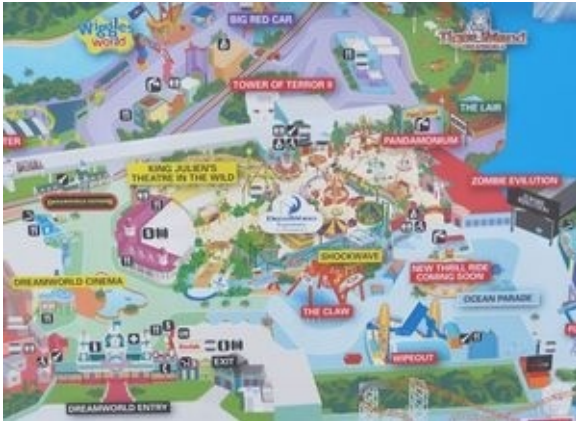 Wiggles
world
BIG RED CAR
Tiger Island
TOWER OF TERROR II
THE LAIR
TER
PANDAMONIUM
KING JULIEN'S
THEATRE IN THE WILD
ZOMBIE EVILUTION
DREAMWORKS
SHOCKWAVE
NEW THRILL RIDE
COMING SOON
DREAMWORLD CINEMA
OCEAN PARADE
THE CLAW
WIPEOUT
EXIT
DREAMWORLD ENTRY